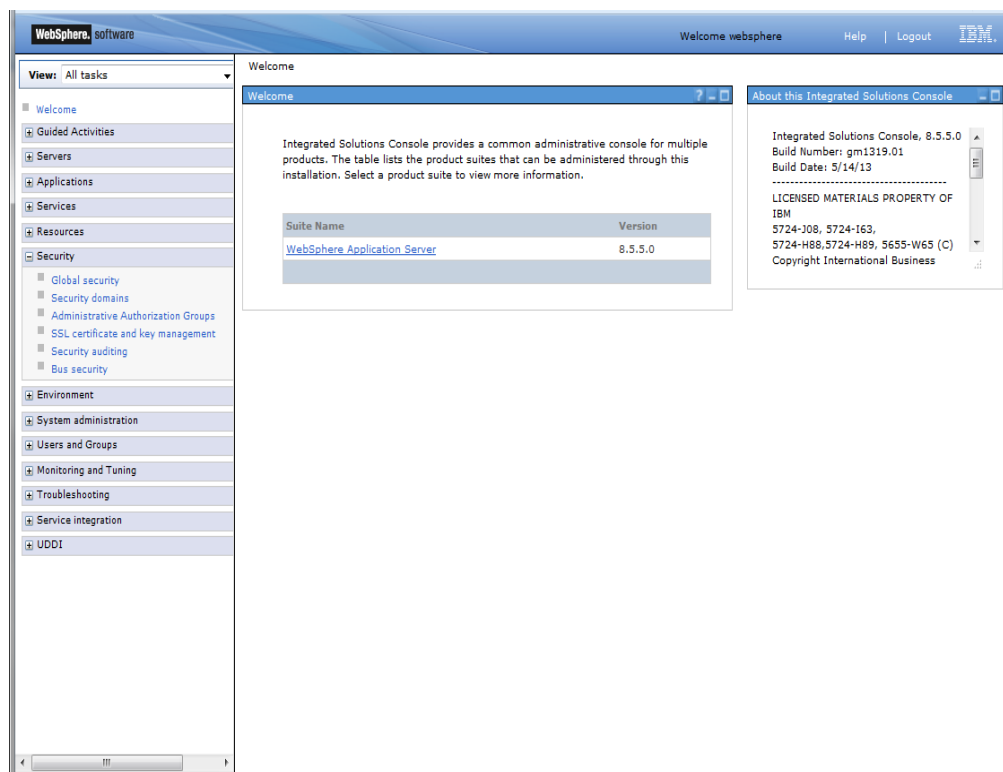 WebSphere. software
Welcome websphere
Help | Logout
IBM.
View: All tasks
Welcome
Guided Activities
Servers
Applications
Services
Resources
Security
Global security
Security domains
Administrative Authorization Groups
SSL certificate and key management
Security auditing
Bus security
Environment
System administration
Users and Groups
Monitoring and Tuning
Troubleshooting
Service integration
UDDI
Welcome
Welcome
Integrated Solutions Console provides a common administrative console for multiple
products. The table lists the product suites that can be administered through this
installation. Select a product suite to view more information.
Suite Name Version
WebSphere Application Server 8.5.5.0
About this Integrated Solutions Console
Integrated Solutions Console, 8.5.5.0
Build Number: gm1319.01
Build Date: 5/14/13
----------------------------------------
LICENSED MATERIALS PROPERTY OF
IBM
5724-J08, 5724-I63,
5724-H88,5724-H89, 5655-W65 (C)
Copyright International Business